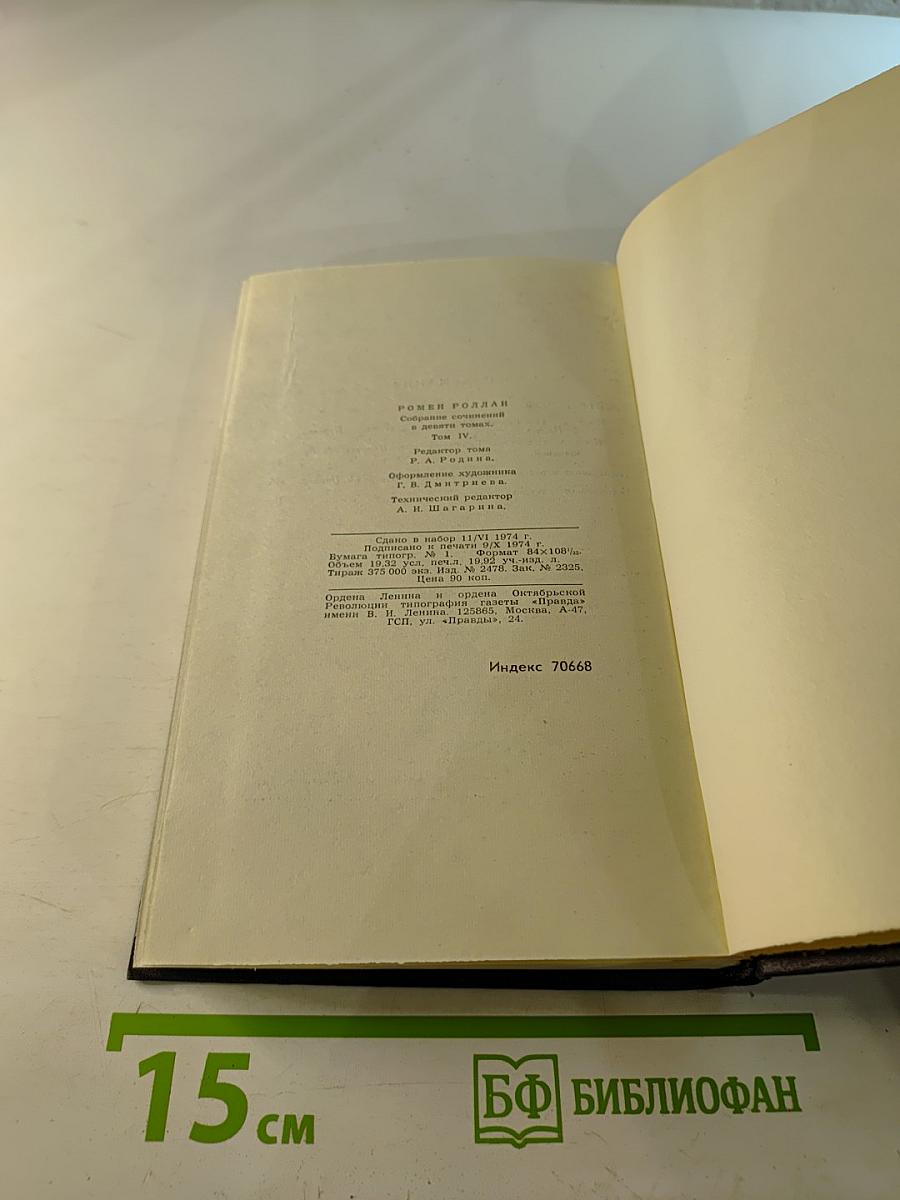 РОМЕН РОЛЛАН
Собрание сочинений
в девяти томах.
Том IV.
Редактор тома
Р. А. Родина.
Оформление художника
Г. В. Дмитриева.
Технический редактор
А. И. Шагарина.
Сдано в набор 11/VI 1974 г.
Подписано к печати 9/X 1974 г.
Бумага типогр. № 1. Формат 84×108¹/₃₂.
Объем 19,32 усл. печ.л. 19,92 уч.-изд. л.
Тираж 375 000 экз. Изд. № 2478. Зак. № 2325.
Цена 90 коп.
Ордена Ленина и ордена Октябрьской
Революции типография газеты «Правда»
имени В. И. Ленина. 125865, Москва, А-47,
ГСП, ул. «Правды», 24.
Индекс 70668
15 см
БФ БИБЛИОФАН